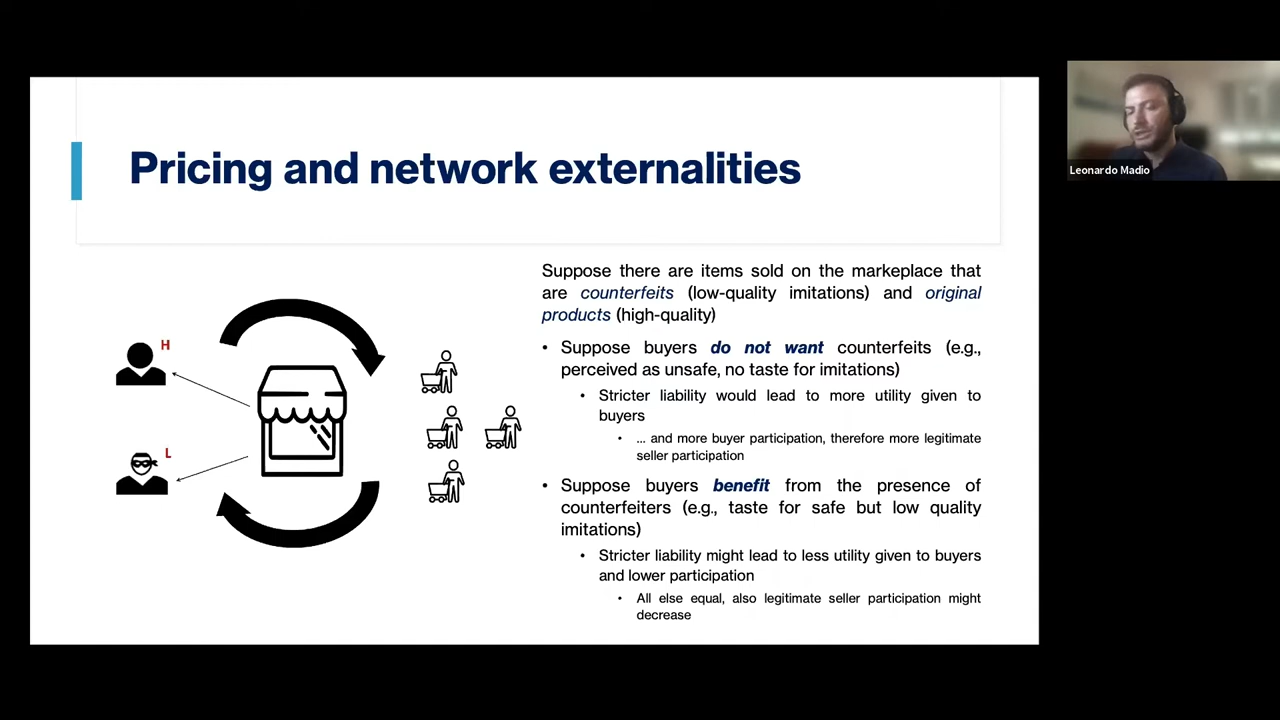 Pricing and network externalities
Leonardo Madio
H
L
Suppose there are items sold on the markeplace that
are counterfeits (low-quality imitations) and original
products (high-quality)
• Suppose buyers do not want counterfeits (e.g.,
perceived as unsafe, no taste for imitations)
• Stricter liability would lead to more utility given to
buyers
• ... and more buyer participation, therefore more legitimate
seller participation
• Suppose buyers benefit from the presence of
counterfeiters (e.g., taste for safe but low quality
imitations)
• Stricter liability might lead to less utility given to buyers
and lower participation
• All else equal, also legitimate seller participation might
decrease